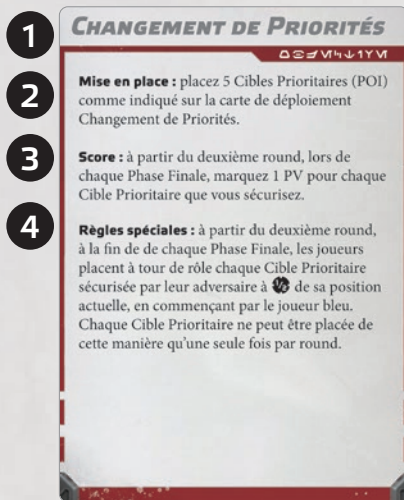 1
CHANGEMENT DE PRIORITÉS
2
Mise en place : placez 5 Cibles Prioritaires (POI)
comme indiqué sur la carte de déploiement
Changement de Priorités.
3
Score : à partir du deuxième round, lors de
chaque Phase Finale, marquez 1 PV pour chaque
Cible Prioritaire que vous sécurisez.
4
Règles spéciales : à partir du deuxième round,
à la fin de de chaque Phase Finale, les joueurs
placent à tour de rôle chaque Cible Prioritaire
sécurisée par leur adversaire à ½ de sa position
actuelle, en commençant par le joueur bleu.
Chaque Cible Prioritaire ne peut être placée de
cette manière qu'une seule fois par round.